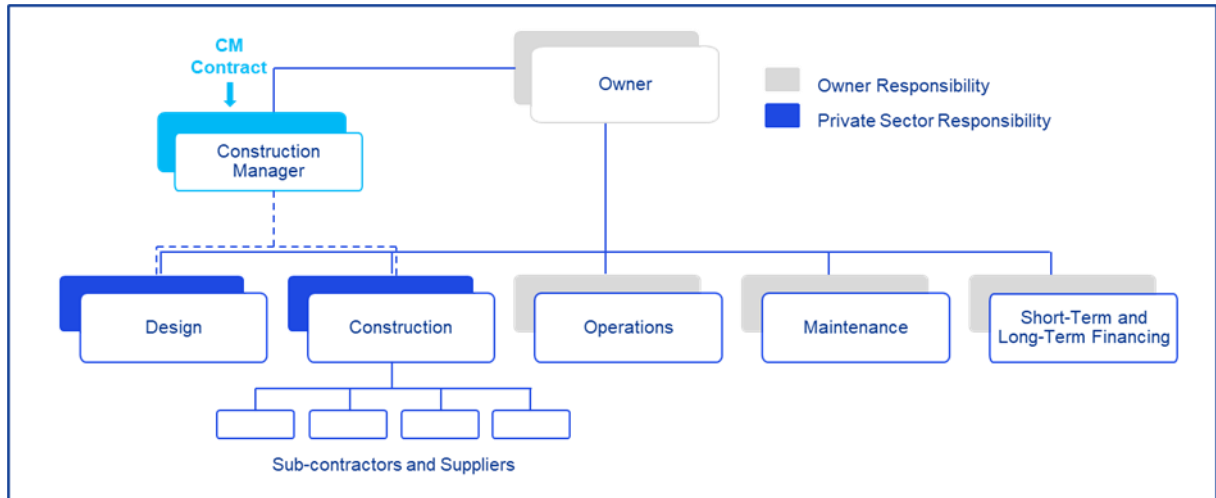 CM
Contract
Owner
Owner Responsibility
Private Sector Responsibility
Construction
Manager
Design
Construction
Operations
Maintenance
Short-Term and
Long-Term Financing
Sub-contractors and Suppliers